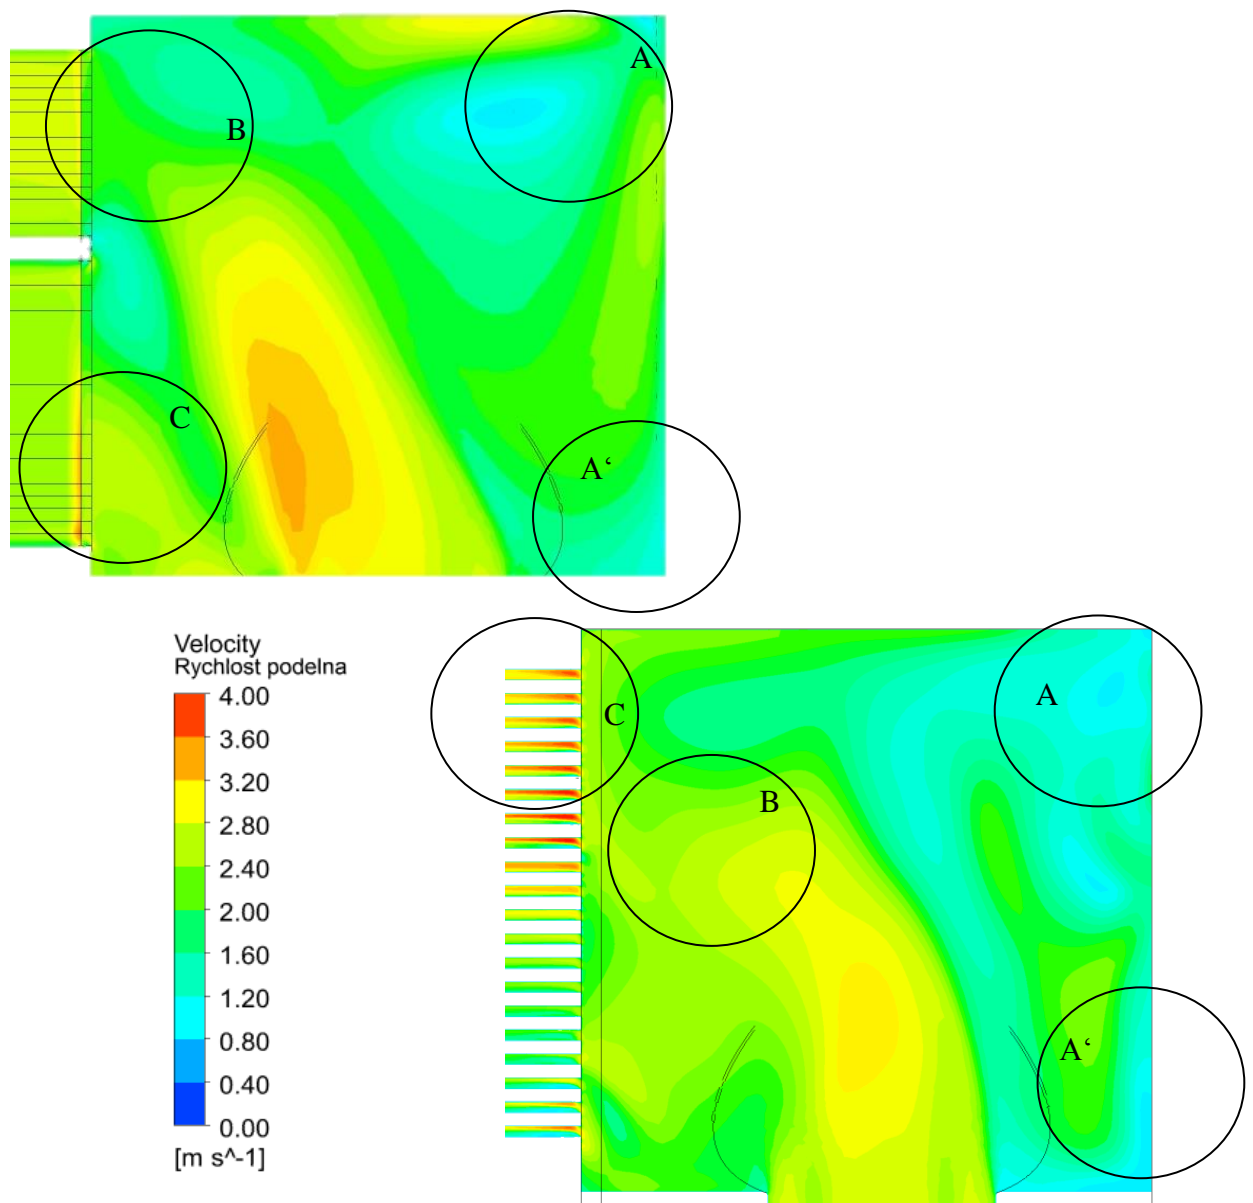 A
B
C
A‘
Velocity
Rychlost podelna
4.00
3.60
3.20
2.80
2.40
2.00
1.60
1.20
0.80
0.40
0.00
[m s^-1]
A
C
B
A‘